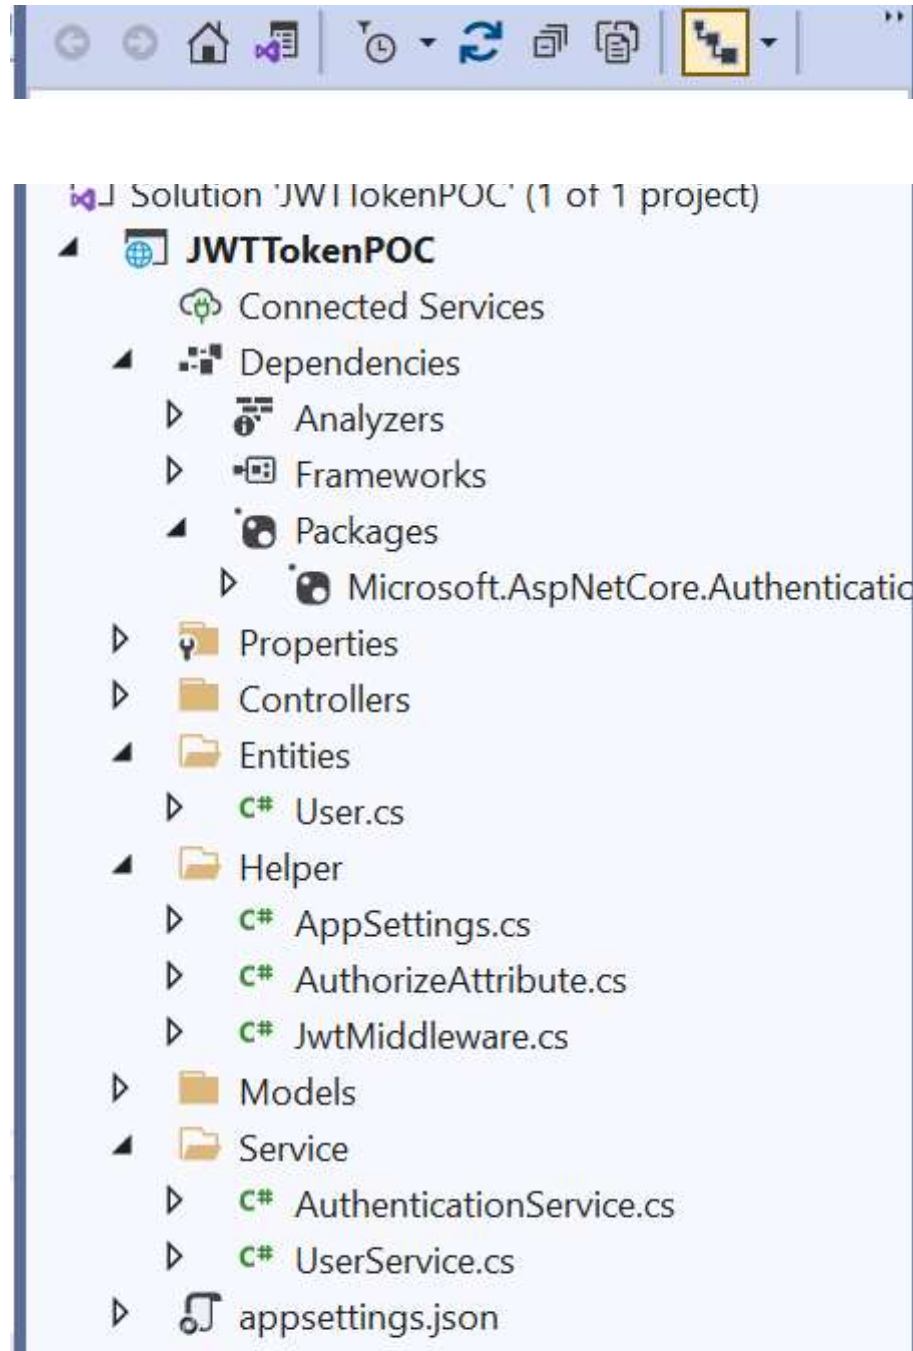 Solution 'JWTTokenPOC' (1 of 1 project)
JWTTokenPOC
Connected Services
Dependencies
Analyzers
Frameworks
Packages
Microsoft.AspNetCore.Authenticatio
Properties
Controllers
Entities
C# User.cs
Helper
C# AppSettings.cs
C# AuthorizeAttribute.cs
C# JwtMiddleware.cs
Models
Service
C# AuthenticationService.cs
C# UserService.cs
appsettings.json